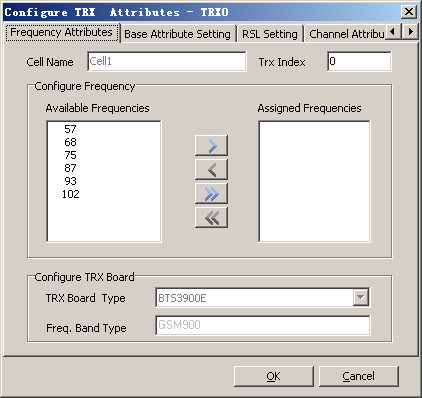 Configure TRX Attributes - TRX0
Frequency Attributes Base Attribute Setting RSL Setting Channel Attribu
Cell Name Cell1 Trx Index 0
Configure Frequency
Available Frequencies Assigned Frequencies
57
68
75
87
93
102
Configure TRX Board
TRX Board Type BTS3900E
Freq. Band Type GSM900
OK Cancel